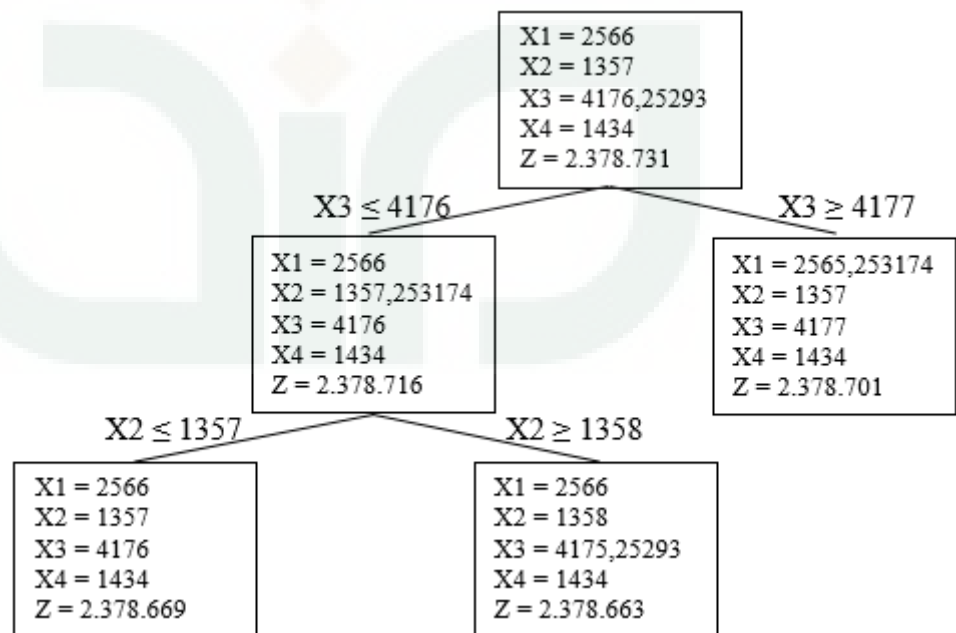 X1 = 2566
X2 = 1357
X3 = 4176,25293
X4 = 1434
Z = 2.378.731
X3 ≤ 4176
X3 ≥ 4177
X1 = 2566
X2 = 1357,253174
X3 = 4176
X4 = 1434
Z = 2.378.716
X1 = 2565,253174
X2 = 1357
X3 = 4177
X4 = 1434
Z = 2.378.701
X2 ≤ 1357
X2 ≥ 1358
X1 = 2566
X2 = 1357
X3 = 4176
X4 = 1434
Z = 2.378.669
X1 = 2566
X2 = 1358
X3 = 4175,25293
X4 = 1434
Z = 2.378.663